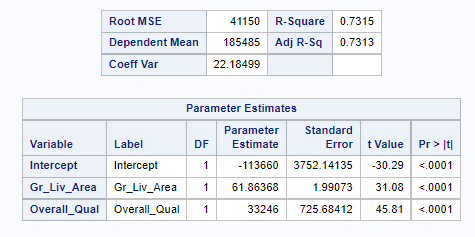 Root MSE 41150 R-Square 0.7315
Dependent Mean 185485 Adj R-Sq 0.7313
Coeff Var 22.18499
Parameter Estimates
Variable Label DF Parameter Estimate Standard Error t Value Pr > |t|
Intercept Intercept 1 -113660 3752.14135 -30.29 <.0001
Gr_Liv_Area Gr_Liv_Area 1 61.86368 1.99073 31.08 <.0001
Overall_Qual Overall_Qual 1 33246 725.68412 45.81 <.0001